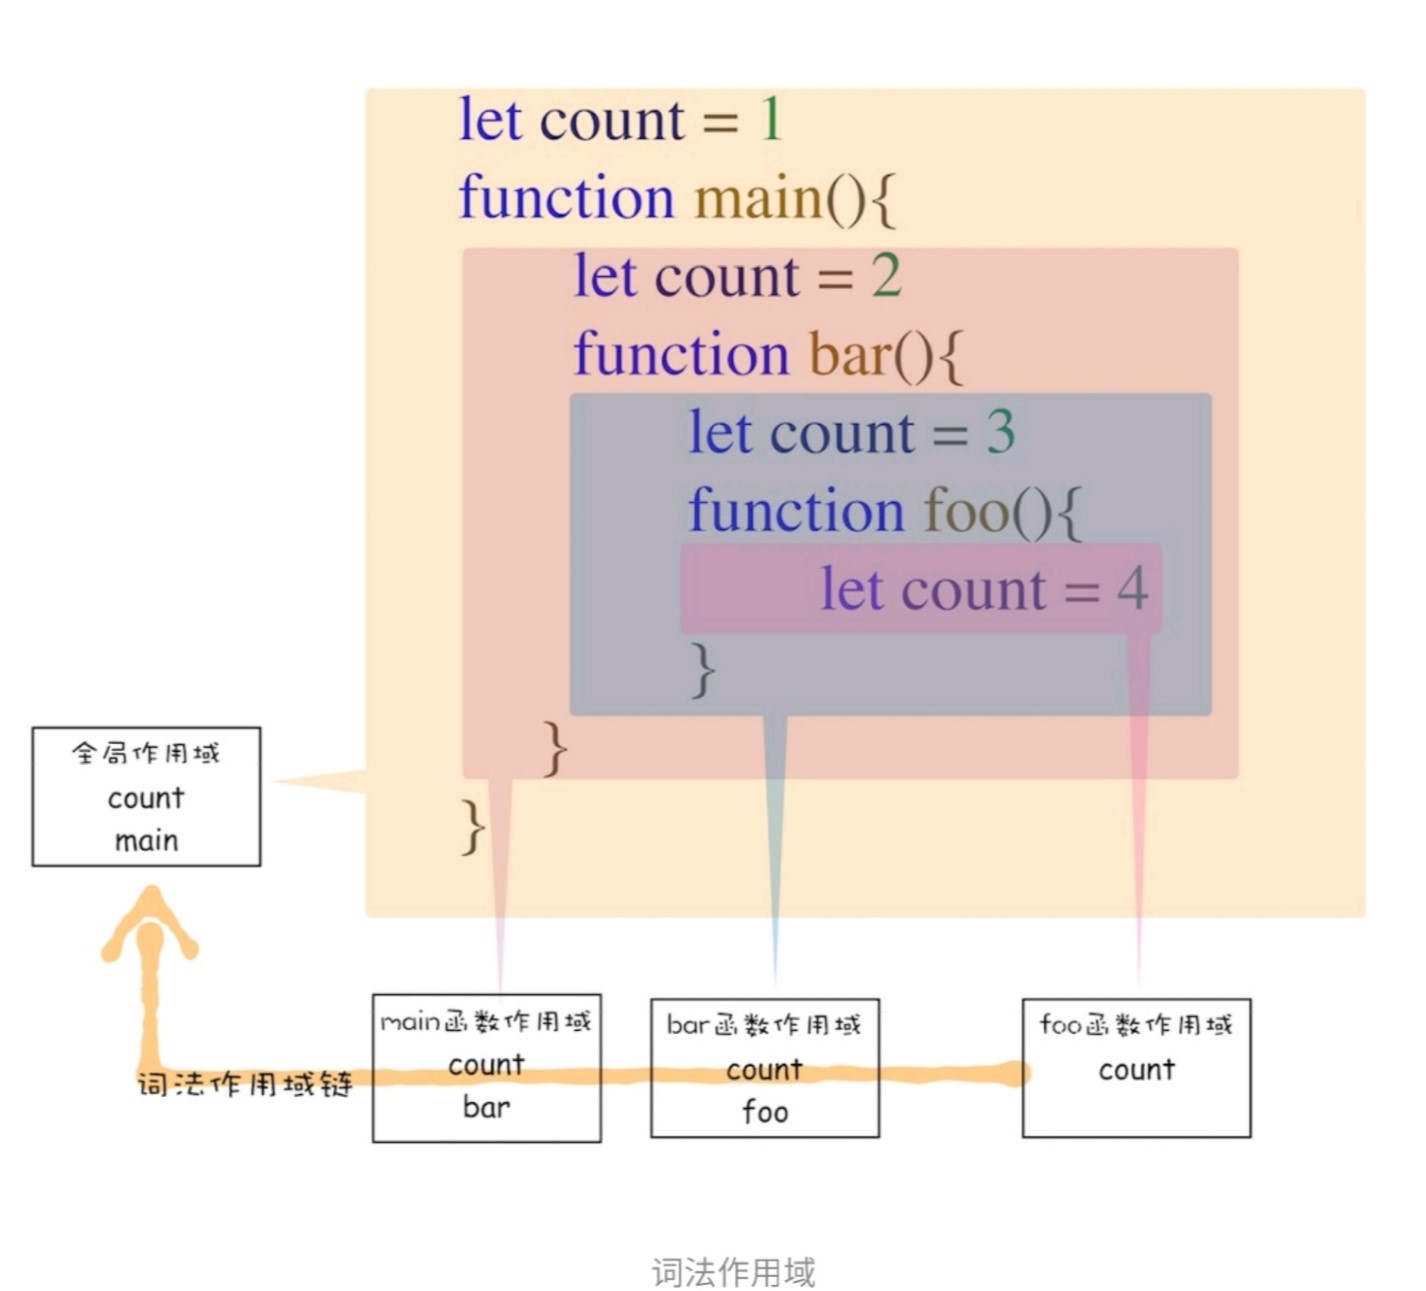 let count = 1
function main(){
let count = 2
function bar(){
let count = 3
function foo(){
let count = 4
}
}
}
全局作用域
count
main
词法作用域链
main函数作用域
count
bar
bar函数作用域
count
foo
foo函数作用域
count
词法作用域